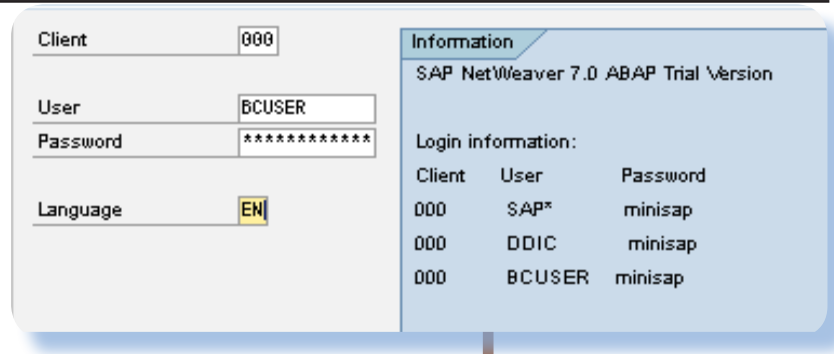 Client 000
User BCUSER
Password ************
Language EN
Information
SAP NetWeaver 7.0 ABAP Trial Version
Login information:
Client User Password
000 SAP* minisap
000 DDIC minisap
000 BCUSER minisap